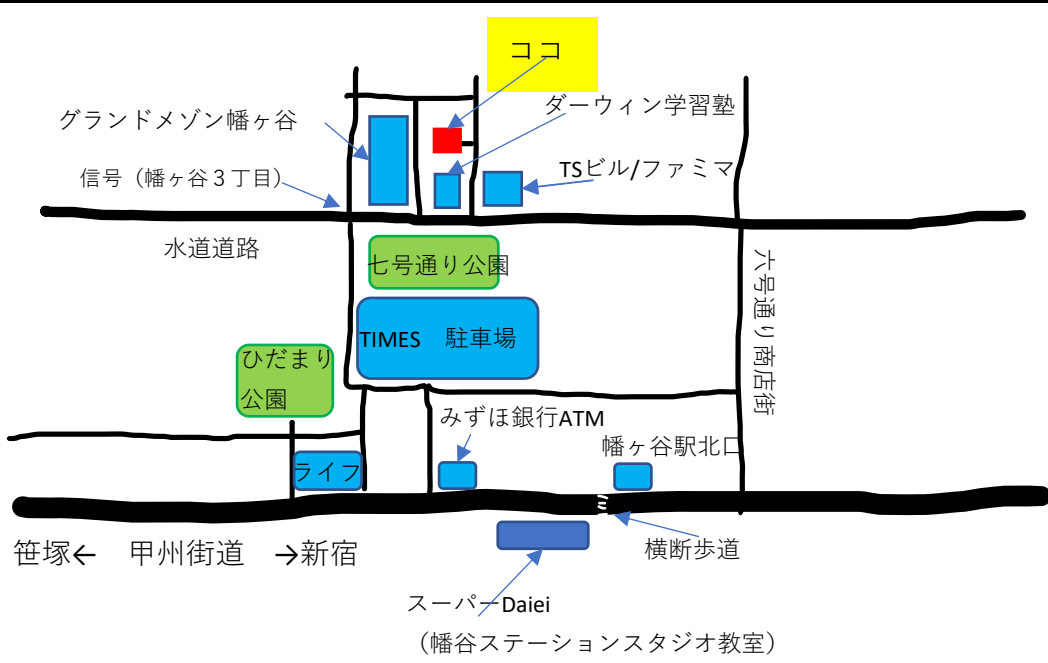 ココ
ダーウィン学習塾
グランドメゾン幡ヶ谷
TSビル/ファミマ
信号（幡ヶ谷３丁目）
水道道路
七号通り公園
六号通り商店街
TIMES　駐車場
ひだまり
公園
みずほ銀行ATM
幡ヶ谷駅北口
ライフ
笹塚←　甲州街道　→新宿
横断歩道
スーパーDaiei
（幡谷ステーションスタジオ教室）